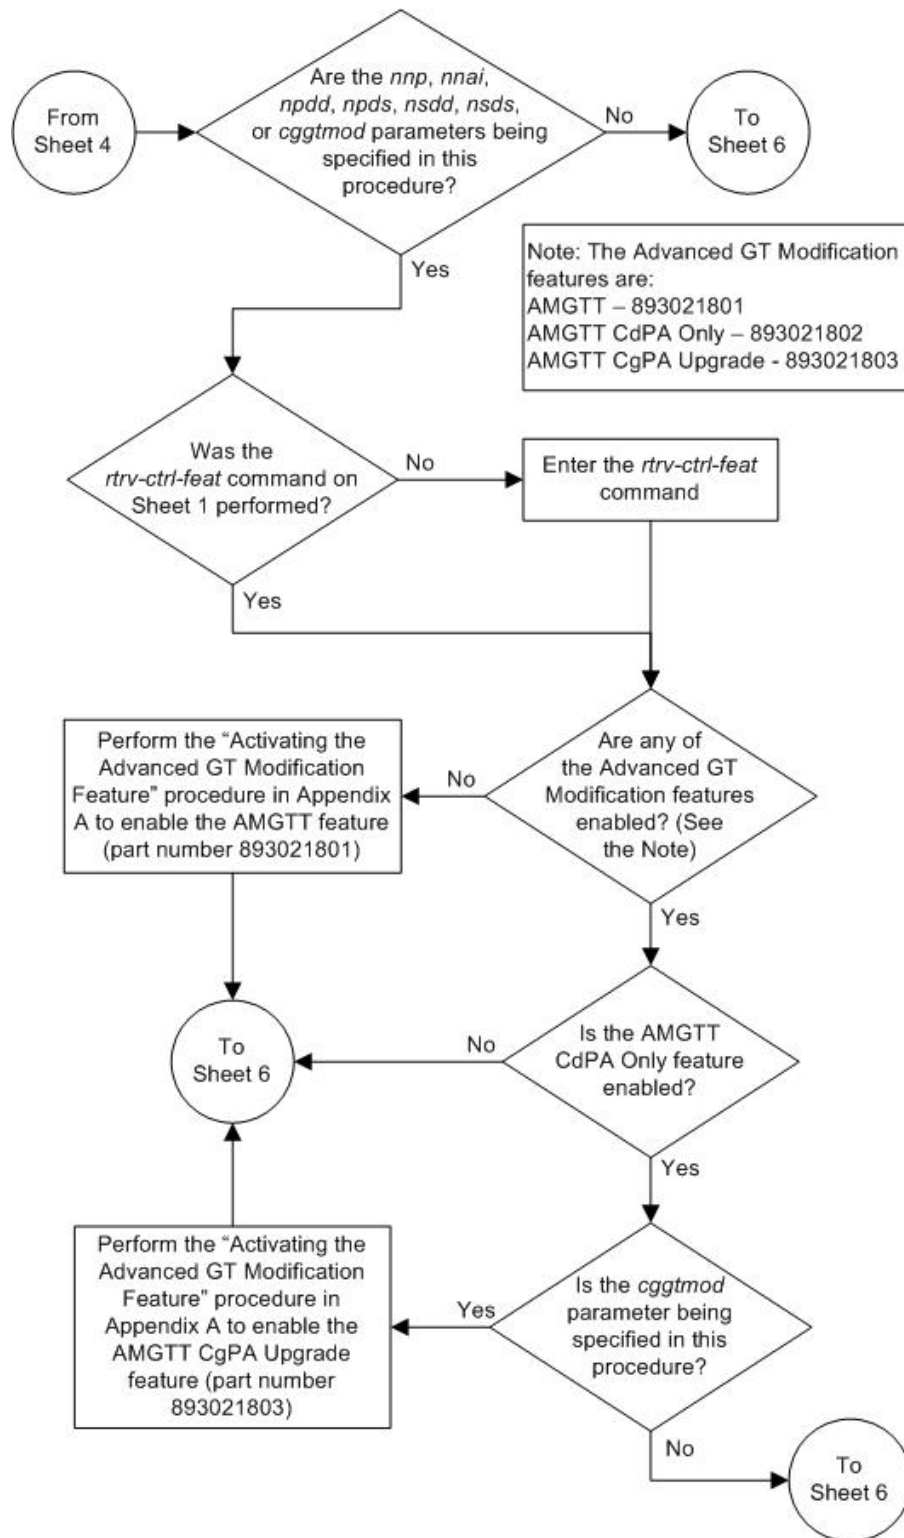 From
Sheet 4
Are the nnp, nnai,
npdd, npds, nsdd, nsds,
or cggtmod parameters being
specified in this
procedure?
No
To
Sheet 6
Yes
Note: The Advanced GT Modification
features are:
AMGTT – 893021801
AMGTT CdPA Only – 893021802
AMGTT CgPA Upgrade - 893021803
Was the
rtrv-ctrl-feat command on
Sheet 1 performed?
No
Enter the rtrv-ctrl-feat
command
Yes
Are any of
the Advanced GT
Modification features
enabled? (See
the Note)
No
Perform the “Activating the
Advanced GT Modification
Feature” procedure in Appendix
A to enable the AMGTT feature
(part number 893021801)
Yes
Is the AMGTT
CdPA Only feature
enabled?
No
To
Sheet 6
Yes
Is the cggtmod
parameter being
specified in this
procedure?
Yes
Perform the “Activating the
Advanced GT Modification
Feature” procedure in
Appendix A to enable the
AMGTT CgPA Upgrade
feature (part number
893021803)
No
To
Sheet 6